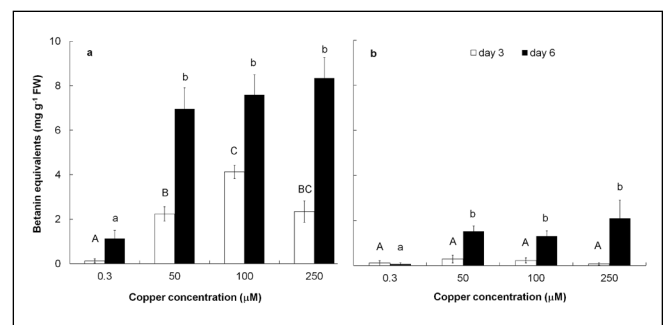 Betanin equivalents (mg g⁻¹ FW)
10
8
6
4
2
0
a
A
a
B
b
C
b
BC
b
0.3
50
100
250
Copper concentration (µM)
b
day 3
day 6
A
a
A
b
A
b
A
b
0.3
50
100
250
Copper concentration (µM)